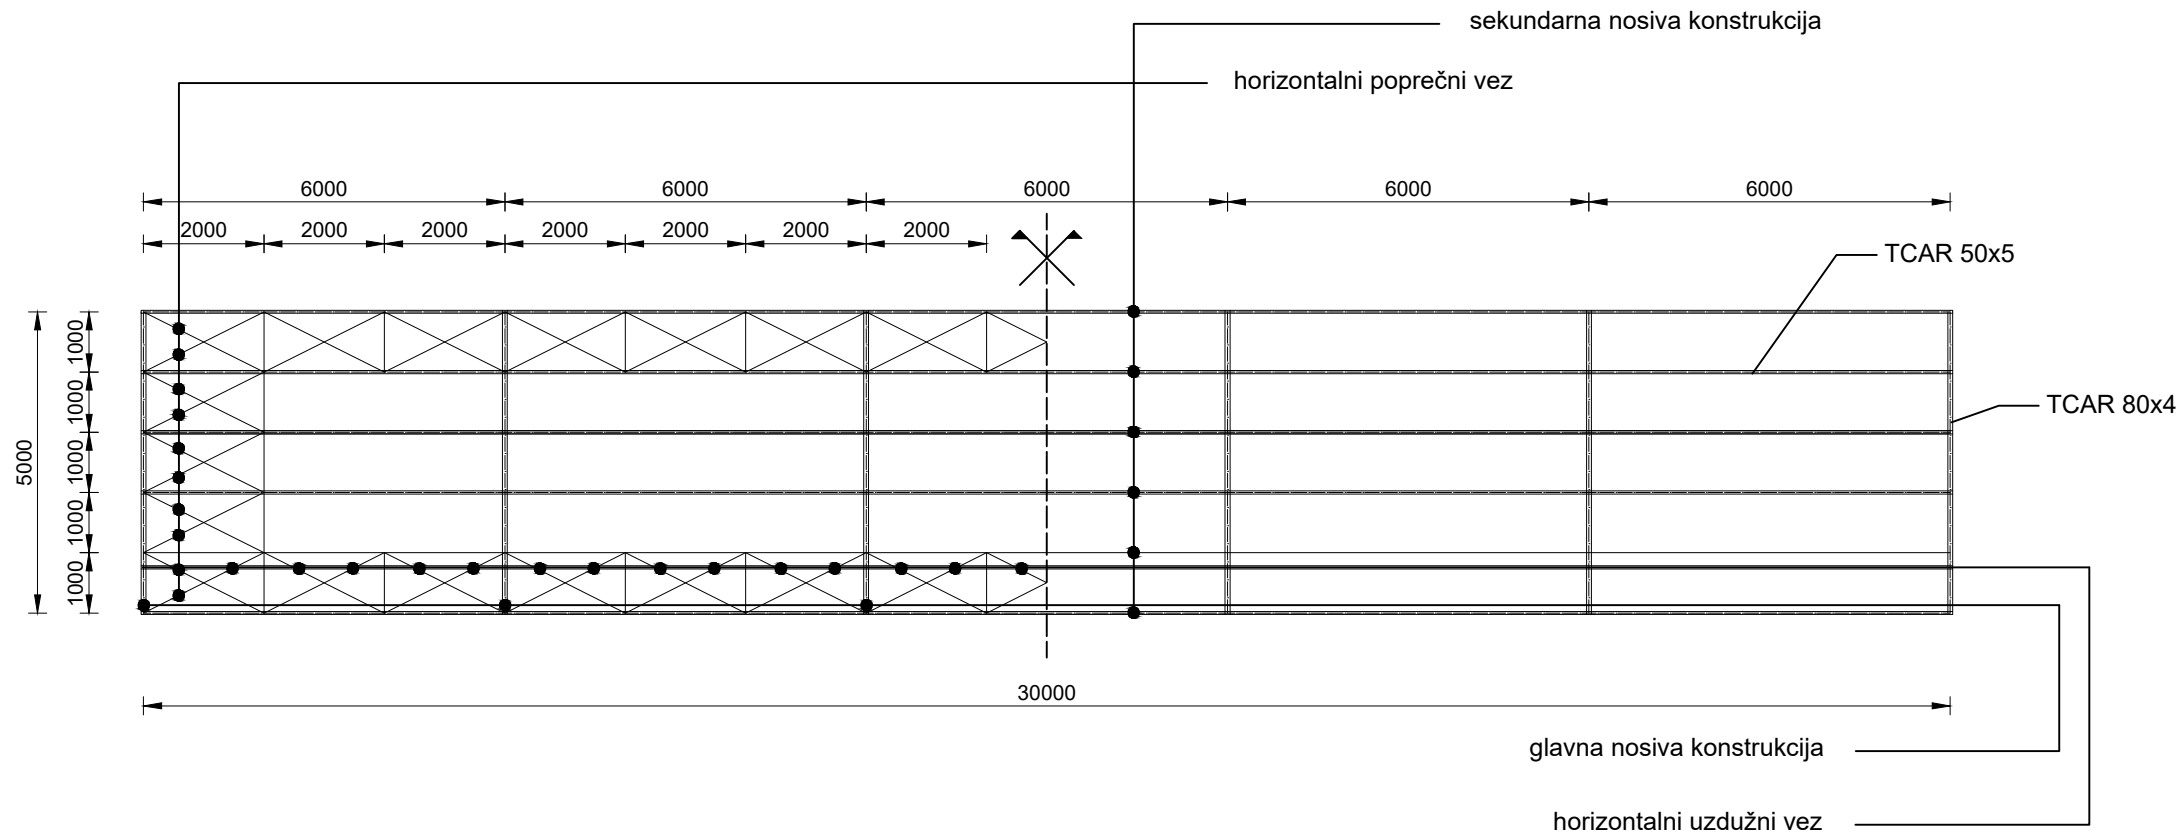 sekundarna nosiva konstrukcija
horizontalni poprečni vez
6000 6000 6000 6000 6000
2000 2000 2000 2000 2000 2000 2000
TCAR 50x5
TCAR 80x4
5000
1000
1000
1000
1000
1000
30000
glavna nosiva konstrukcija
horizontalni uzdužni vez